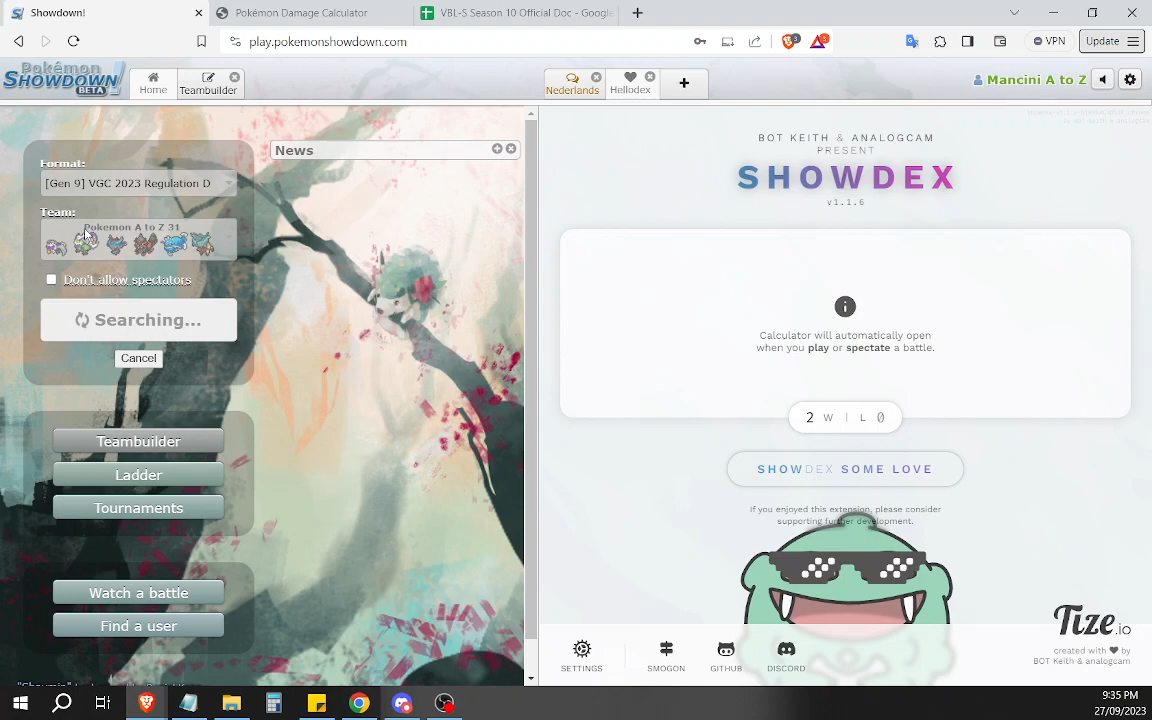 Showdown!
Pokémon Damage Calculator
VBL-S Season 10 Official Doc - Google
play.pokemonshowdown.com
VPN
Update
Pokémon
SHOWDOWN!
BETA
Home
Teambuilder
Nederlands
Hellodex
Mancini A to Z
Format:
[Gen 9] VGC 2023 Regulation D
Team:
Pokemon A to Z 31
Don't allow spectators
Searching...
Cancel
Teambuilder
Ladder
Tournaments
Watch a battle
Find a user
News
BOT KEITH & ANALOGCAM
PRESENT
SHOWDEX
v1.1.6
Calculator will automatically open
when you play or spectate a battle.
2 W | L 0
SHOWDEX SOME LOVE
If you enjoyed this extension, please consider
supporting further development.
SETTINGS
SMOGON
GITHUB
DISCORD
Tize.io
created with ♥ by
BOT Keith & analogcam
9:35 PM
27/09/2023